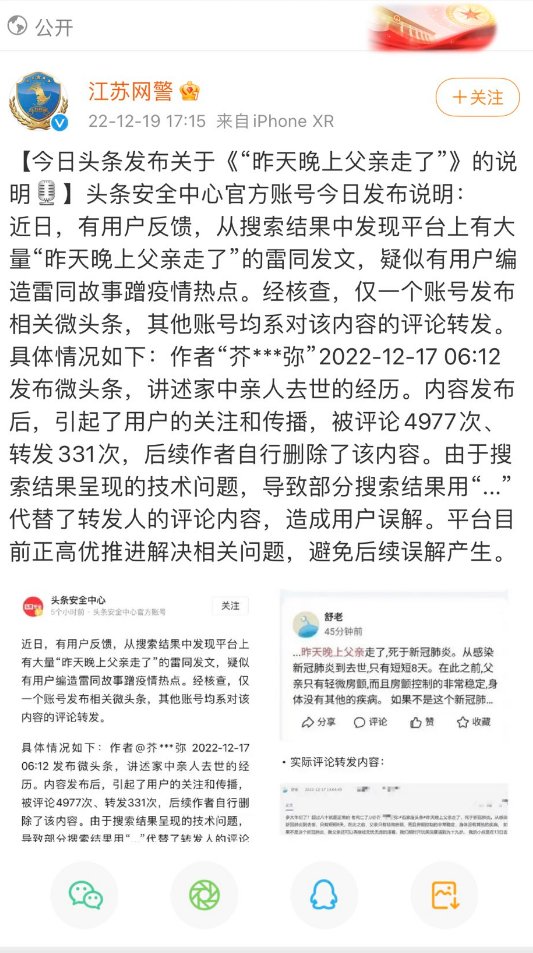 公开
江苏网警
+关注
22-12-19 17:15 来自iPhone XR
【今日头条发布关于《“昨天晚上父亲走了”》的说
明】头条安全中心官方账号今日发布说明：
近日，有用户反馈，从搜索结果中发现平台上有大
量“昨天晚上父亲走了”的雷同发文，疑似有用户编
造雷同故事蹭疫情热点。经核查，仅一个账号发布
相关微头条，其他账号均系对该内容的评论转发。
具体情况如下：作者“芥***弥”2022-12-17 06:12
发布微头条，讲述家中亲人去世的经历。内容发布
后，引起了用户的关注和传播，被评论4977次、
转发331次，后续作者自行删除了该内容。由于搜
索结果呈现的技术问题，导致部分搜索结果用“...”
代替了转发人的评论内容，造成用户误解。平台目
前正高优推进解决相关问题，避免后续误解产生。
头条安全中心
5个小时前 · 头条安全中心官方账号
关注
近日，有用户反馈，从搜索结果中发现平台上
有大量“昨天晚上父亲走了”的雷同发文，疑似
有用户编造雷同故事蹭疫情热点。经核查，仅
一个账号发布相关微头条，其他账号均系对该
内容的评论转发。
具体情况如下：作者@芥***弥 2022-12-17
06:12 发布微头条，讲述家中亲人去世的经
历。内容发布后，引起了用户的关注和传播，
被评论4977次、转发331次，后续作者自行删
除了该内容。由于搜索结果呈现的技术问题，
导致部分搜索结果用“...”代替了转发人的评论
舒老
45分钟前
...昨天晚上父亲走了,死于新冠肺炎。从感染
新冠肺炎到去世,只有短短8天。在此之前,父
亲只有轻微房颤,而且房颤控制的非常稳定,身
体没有其他的疾病。 如果不是这个新冠肺...
分享 评论 赞 收藏
· 实际评论转发内容：